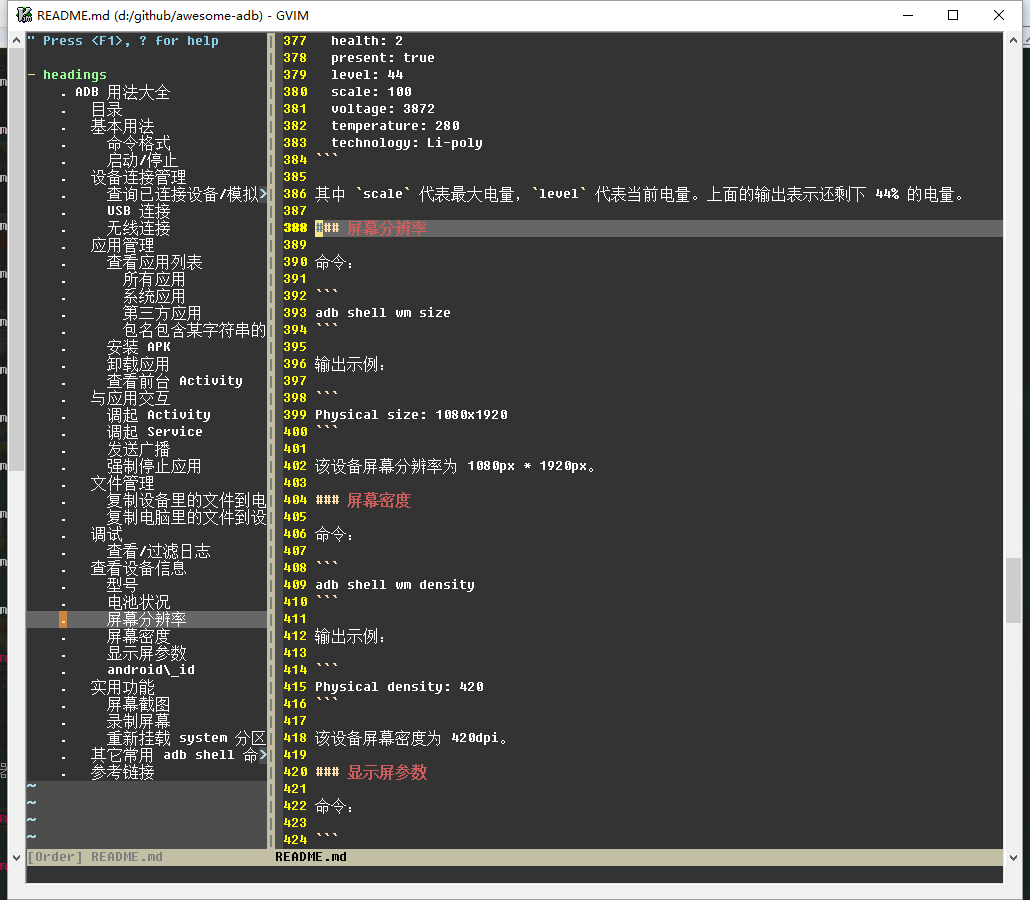 README.md (d:/github/awesome-adb) - GVIM
" Press <F1>, ? for help
- headings
. ADB 用法大全
. 目录
. 基本用法
. 命令格式
. 启动/停止
. 设备连接管理
. 查询已连接设备/模拟>
. USB 连接
. 无线连接
. 应用管理
. 查看应用列表
. 所有应用
. 系统应用
. 第三方应用
. 包名包含某字符串的
. 安装 APK
. 卸载应用
. 查看前台 Activity
. 与应用交互
. 调起 Activity
. 调起 Service
. 发送广播
. 强制停止应用
. 文件管理
. 复制设备里的文件到电
. 复制电脑里的文件到设
. 调试
. 查看/过滤日志
. 查看设备信息
. 型号
. 电池状况
. 屏幕分辨率
. 屏幕密度
. 显示屏参数
. android\_id
. 实用功能
. 屏幕截图
. 录制屏幕
. 重新挂载 system 分区
. 其它常用 adb shell 命>
. 参考链接
~
~
~
~
[Order] README.md
377 health: 2
378 present: true
379 level: 44
380 scale: 100
381 voltage: 3872
382 temperature: 280
383 technology: Li-poly
384 ```
385
386 其中 `scale` 代表最大电量，`level` 代表当前电量。上面的输出表示还剩下 44% 的电量。
387
388 ### 屏幕分辨率
389
390 命令：
391
392 ```
393 adb shell wm size
394 ```
395
396 输出示例：
397
398 ```
399 Physical size: 1080x1920
400 ```
401
402 该设备屏幕分辨率为 1080px * 1920px。
403
404 ### 屏幕密度
405
406 命令：
407
408 ```
409 adb shell wm density
410 ```
411
412 输出示例：
413
414 ```
415 Physical density: 420
416 ```
417
418 该设备屏幕密度为 420dpi。
419
420 ### 显示屏参数
421
422 命令：
423
424 ```
README.md